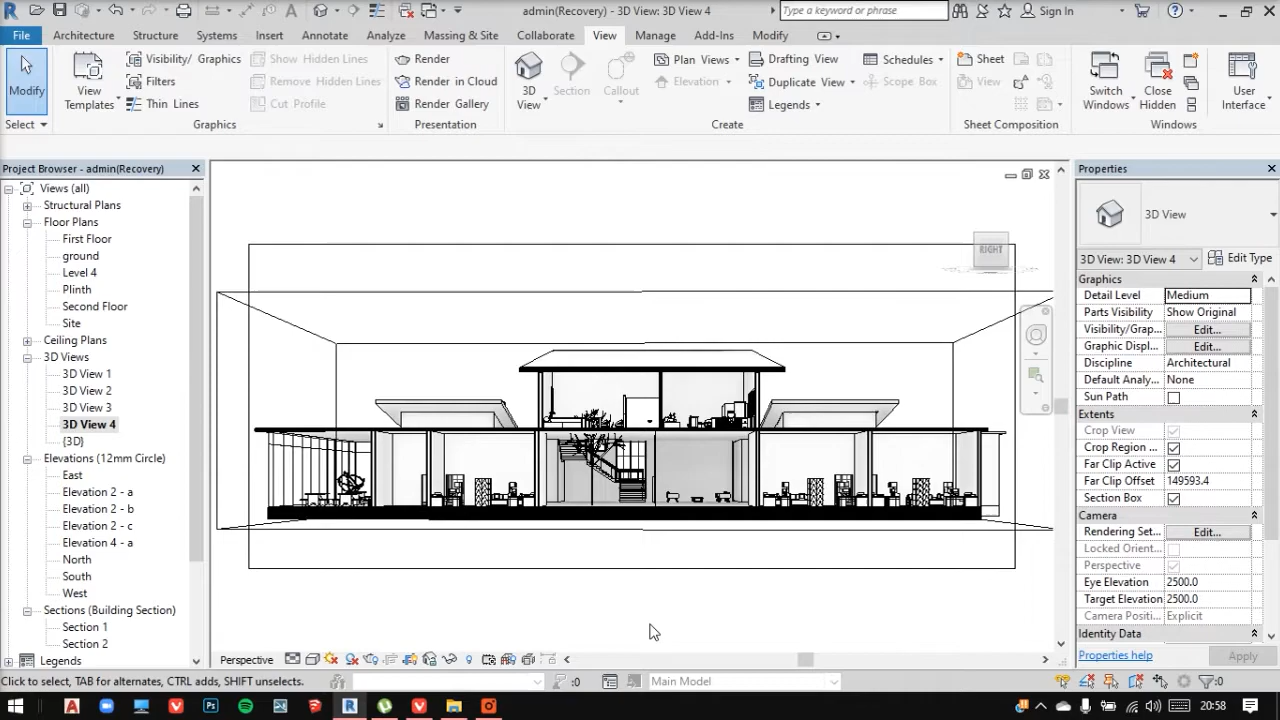 admin(Recovery) - 3D View: 3D View 4
Type a keyword or phrase
Sign In
File
Architecture
Structure
Systems
Insert
Annotate
Analyze
Massing & Site
Collaborate
View
Manage
Add-Ins
Modify
Modify
View Templates
Visibility/ Graphics
Filters
Thin Lines
Show Hidden Lines
Remove Hidden Lines
Cut Profile
Render
Render in Cloud
Render Gallery
3D View
Section
Callout
Plan Views
Elevation
Drafting View
Duplicate View
Legends
Schedules
Scope Box
Sheet
View
Switch Windows
Close Hidden
User Interface
Select
Graphics
Presentation
Create
Sheet Composition
Windows
Project Browser - admin(Recovery)
Views (all)
Structural Plans
Floor Plans
First Floor
ground
Level 4
Plinth
Second Floor
Site
Ceiling Plans
3D Views
3D View 1
3D View 2
3D View 3
3D View 4
{3D}
Elevations (12mm Circle)
East
Elevation 2 - a
Elevation 2 - b
Elevation 2 - c
Elevation 4 - a
North
South
West
Sections (Building Section)
Section 1
Section 2
Legends
RIGHT
Perspective
Properties
3D View
3D View: 3D View 4
Edit Type
Graphics
Detail Level Medium
Parts Visibility Show Original
Visibility/Grap... Edit...
Graphic Displ... Edit...
Discipline Architectural
Default Analy... None
Sun Path
Extents
Crop View
Crop Region ...
Far Clip Active
Far Clip Offset 149593.4
Section Box
Camera
Rendering Set... Edit...
Locked Orient...
Perspective
Eye Elevation 2500.0
Target Elevation 2500.0
Camera Positi... Explicit
Identity Data
Properties help
Apply
Click to select, TAB for alternates, CTRL adds, SHIFT unselects.
:0
Main Model
:0
20:58